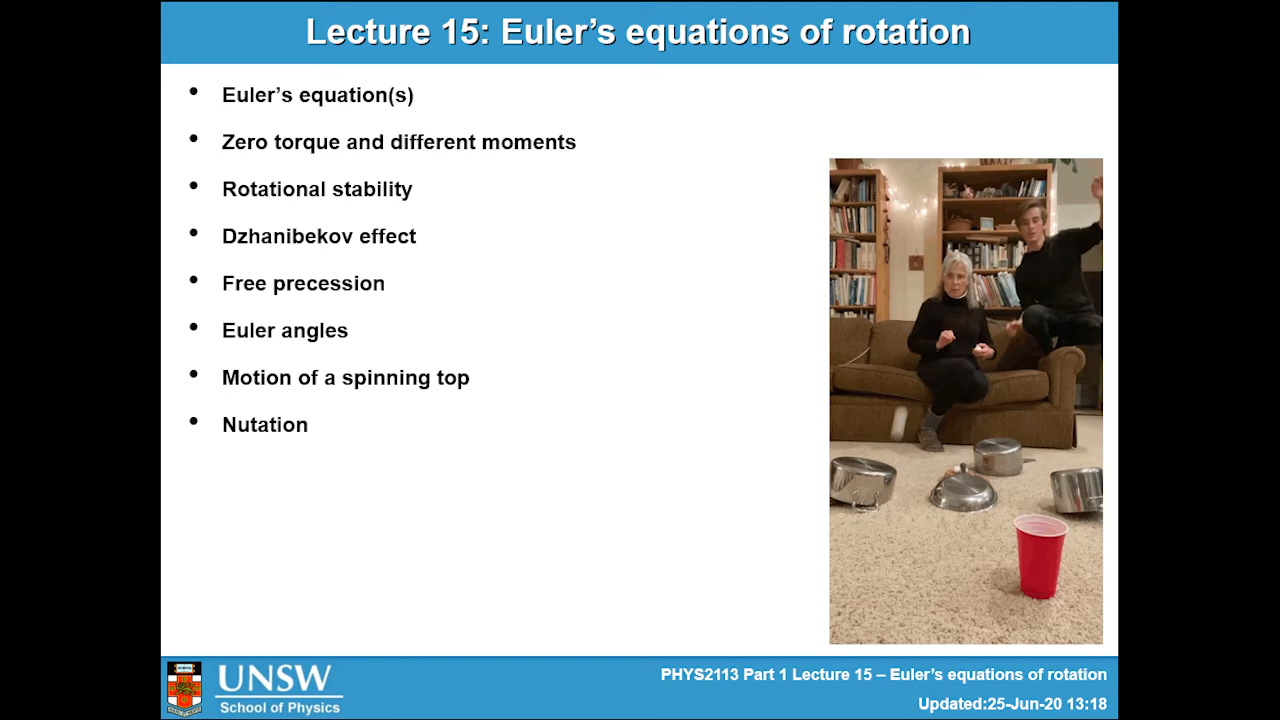 Lecture 15: Euler’s equations of rotation
• Euler’s equation(s)
• Zero torque and different moments
• Rotational stability
• Dzhanibekov effect
• Free precession
• Euler angles
• Motion of a spinning top
• Nutation
UNSW
School of Physics
PHYS2113 Part 1 Lecture 15 – Euler’s equations of rotation
Updated:25-Jun-20 13:18